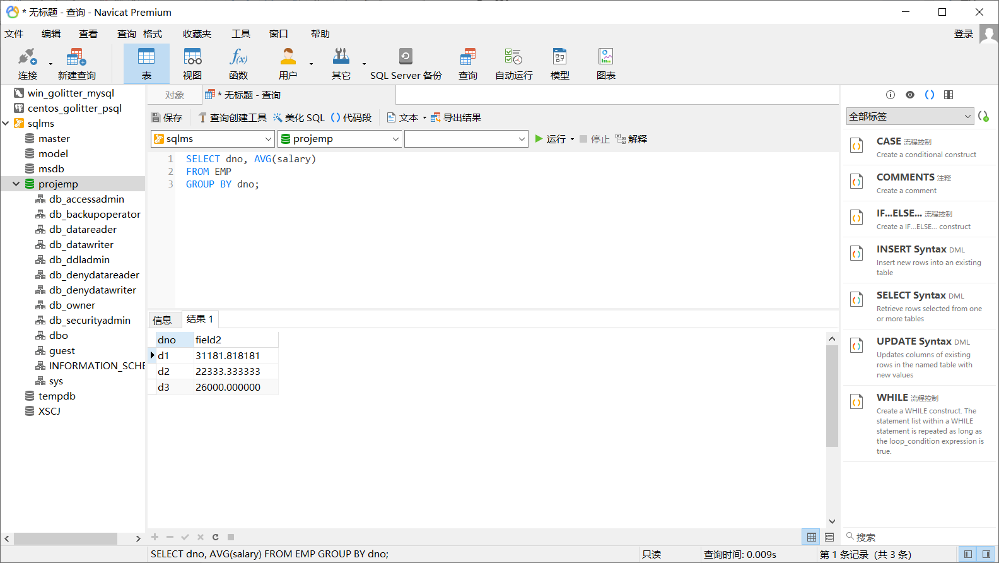 * 无标题 - 查询 - Navicat Premium
文件 编辑 查看 查询 格式 收藏夹 工具 窗口 帮助 登录
连接 新建查询 表 视图 函数 用户 其它 SQL Server 备份 查询 自动运行 模型 图表
win_golitter_mysql
centos_golitter_psql
sqlms
master
model
msdb
projemp
db_accessadmin
db_backupoperator
db_datareader
db_datawriter
db_ddladmin
db_denydatareader
db_denydatawriter
db_owner
db_securityadmin
dbo
guest
INFORMATION_SCHE
sys
tempdb
XSCJ
对象 * 无标题 - 查询
保存 查询创建工具 美化 SQL 代码段 文本 导出结果
sqlms projemp 运行 停止 解释
1 SELECT dno, AVG(salary)
2 FROM EMP
3 GROUP BY dno;
信息 结果 1
dno field2
d1 31181.818181
d2 22333.333333
d3 26000.000000
全部标签
CASE 流程控制
Create a conditional construct
COMMENTS 注释
Create a comment
IF...ELSE... 流程控制
Create a IF...ELSE... construct
INSERT Syntax DML
Insert new rows into an existing
table
SELECT Syntax DML
Retrieve rows selected from one
or more tables
UPDATE Syntax DML
Updates columns of existing
rows in the named table with
new values
WHILE 流程控制
Create a WHILE construct. The
statement list within a WHILE
statement is repeated as long as
the loop_condition expression is
true.
搜索
SELECT dno, AVG(salary) FROM EMP GROUP BY dno; 只读 查询时间: 0.009s 第 1 条记录 (共 3 条)